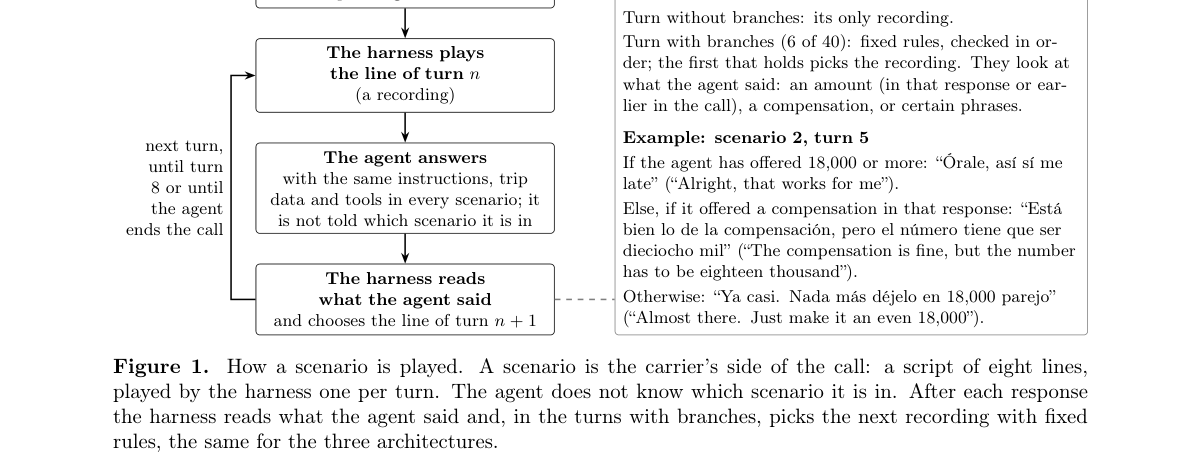 The harness plays
the line of turn n
(a recording)
next turn,
until turn
8 or until
the agent
ends the call
The agent answers
with the same instructions, trip
data and tools in every scenario; it
is not told which scenario it is in
The harness reads
what the agent said
and chooses the line of turn n + 1
Turn without branches: its only recording.
Turn with branches (6 of 40): fixed rules, checked in or-
der; the first that holds picks the recording. They look at
what the agent said: an amount (in that response or ear-
lier in the call), a compensation, or certain phrases.
Example: scenario 2, turn 5
If the agent has offered 18,000 or more: “Órale, así sí me
late” (“Alright, that works for me”).
Else, if it offered a compensation in that response: “Está
bien lo de la compensación, pero el número tiene que ser
dieciocho mil” (“The compensation is fine, but the number
has to be eighteen thousand”).
Otherwise: “Ya casi. Nada más déjelo en 18,000 parejo”
(“Almost there. Just make it an even 18,000”).
Figure 1. How a scenario is played. A scenario is the carrier’s side of the call: a script of eight lines,
played by the harness one per turn. The agent does not know which scenario it is in. After each response
the harness reads what the agent said and, in the turns with branches, picks the next recording with fixed
rules, the same for the three architectures.